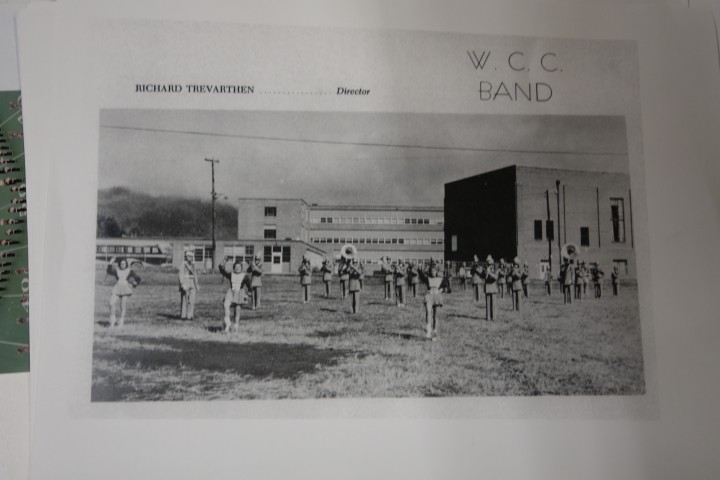 W. C. C.
BAND
RICHARD TREVARTHEN ................ Director